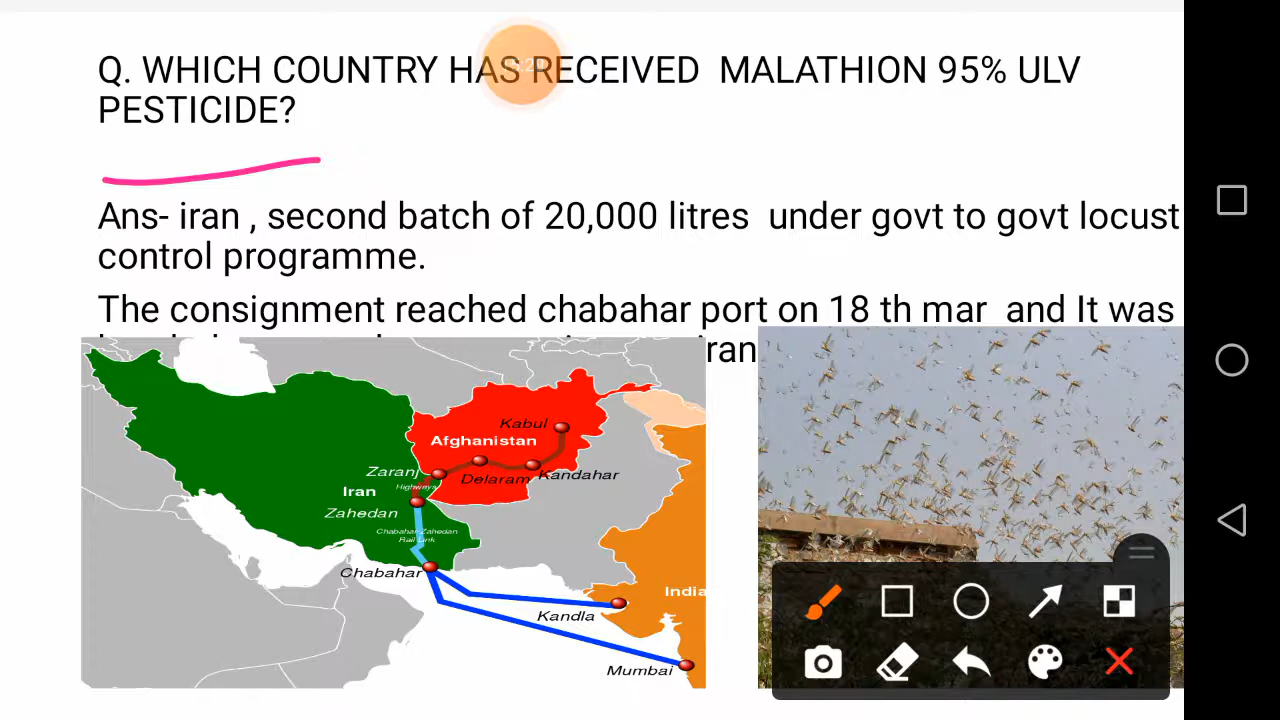 Q. WHICH COUNTRY HAS RECEIVED MALATHION 95% ULV
PESTICIDE?
Ans- iran , second batch of 20,000 litres under govt to govt locust
control programme.
The consignment reached chabahar port on 18 th mar and It was
iran
Kabul
Afghanistan
Zaranj
Delaram
Kandahar
Highways
Iran
Zahedan
Chabahar Zahedan
Rail Link
Chabahar
India
Kandla
Mumbai